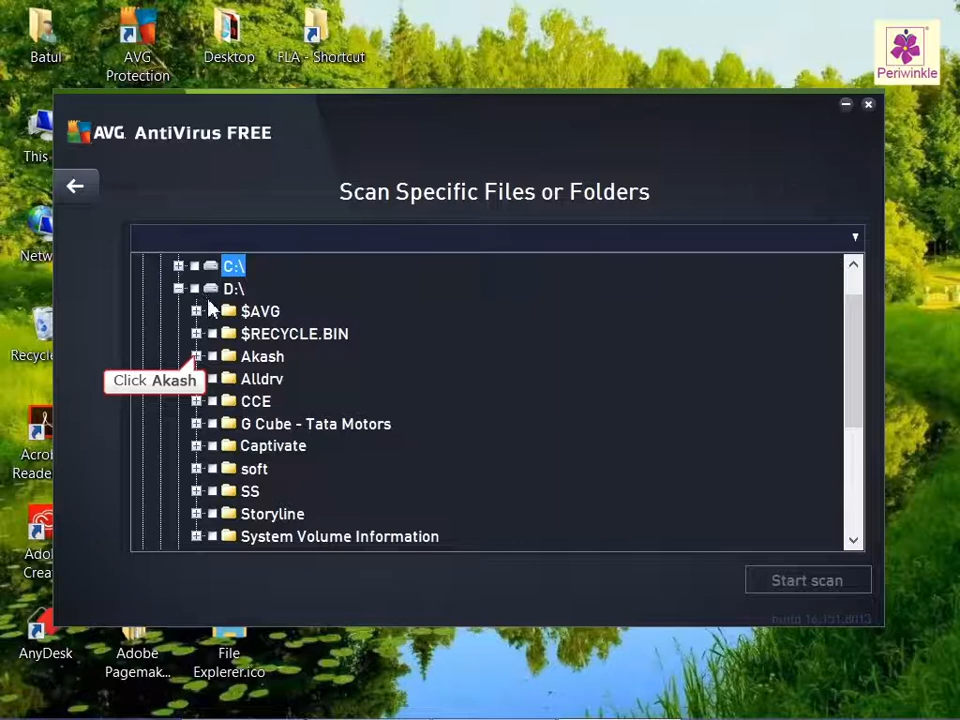 Batul
AVG
Protection
Desktop
FLA - Shortcut
Periwinkle
AVG. AntiVirus FREE
This
Scan Specific Files or Folders
Netw
C:\
D:\
$AVG
$RECYCLE.BIN
Recycle
Akash
Click Akash
Alldrv
CCE
G Cube - Tata Motors
Captivate
Acrob
Reade
soft
SS
Storyline
System Volume Information
Adob
Crea
Start scan
AnyDesk
Adobe
Pagemak...
File
Explorer.ico